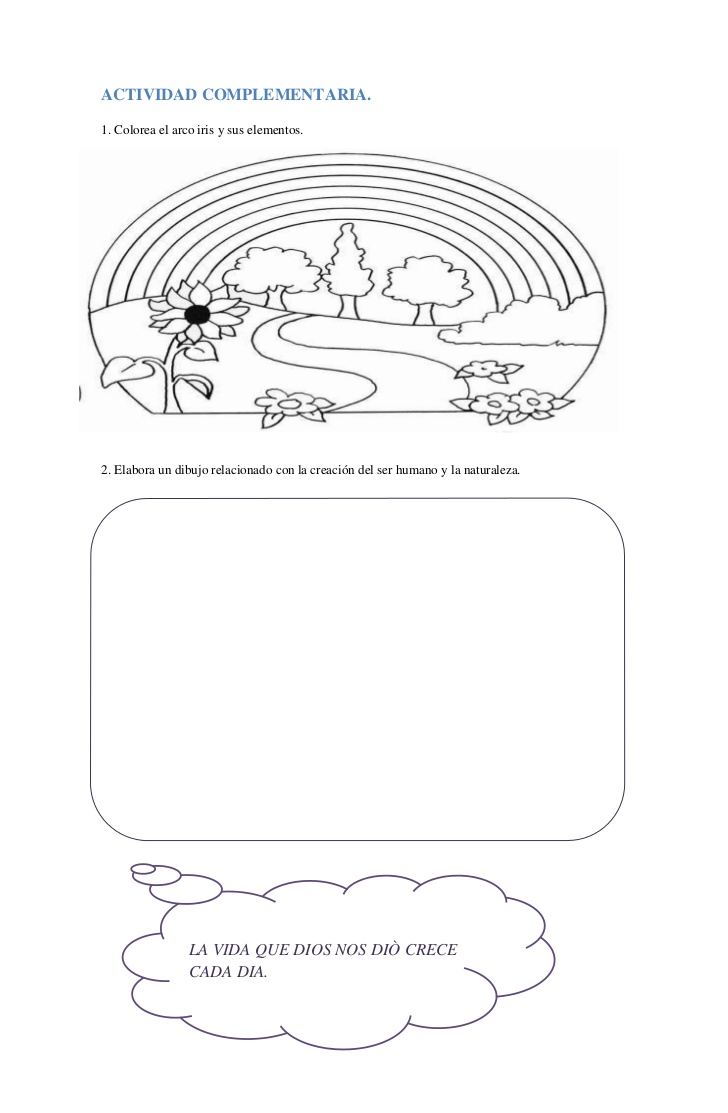 ACTIVIDAD COMPLEMENTARIA.
1. Colorea el arco iris y sus elementos.
2. Elabora un dibujo relacionado con la creación del ser humano y la naturaleza.
LA VIDA QUE DIOS NOS DIÒ CRECE
CADA DIA.